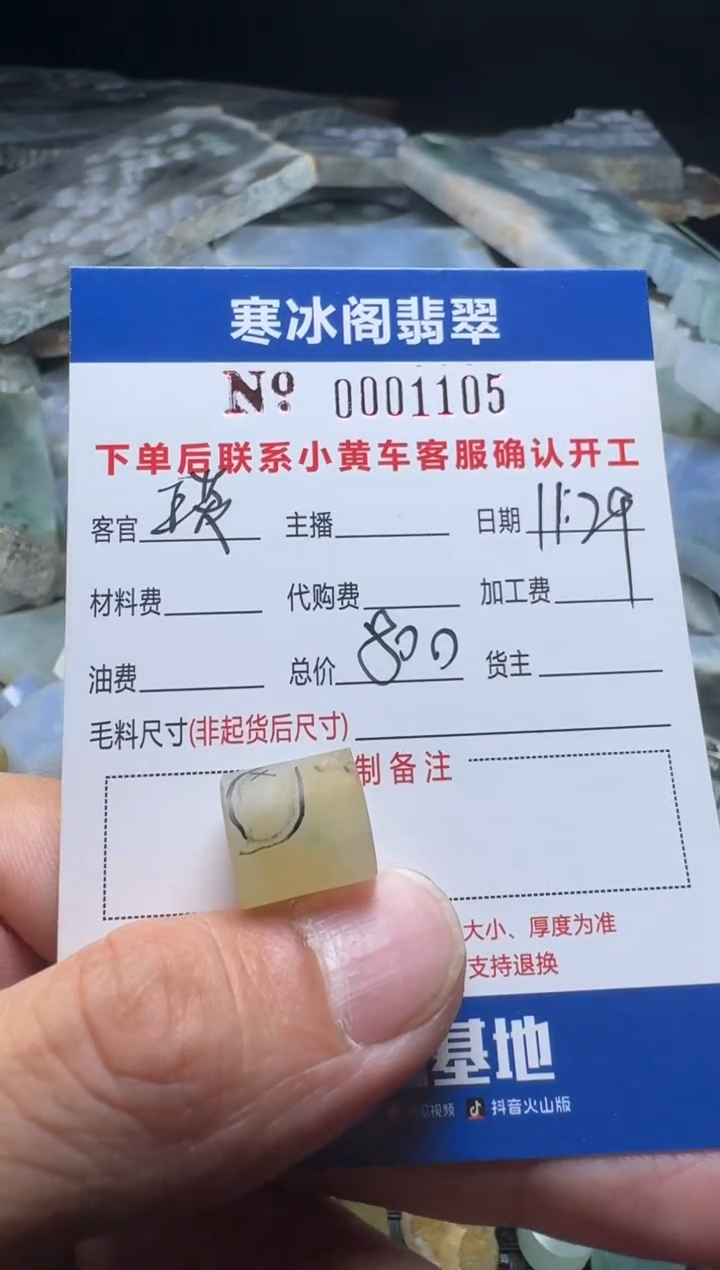 寒冰阁翡翠
Nº: 0001105
下单后联系小黄车客服确认开工
客官 主播 日期 11.29
材料费 代购费 加工费
油费 总价 800 货主
毛料尺寸(非起货后尺寸)
制备注
大小、厚度为准
支持退换
基地
视频 抖音火山版